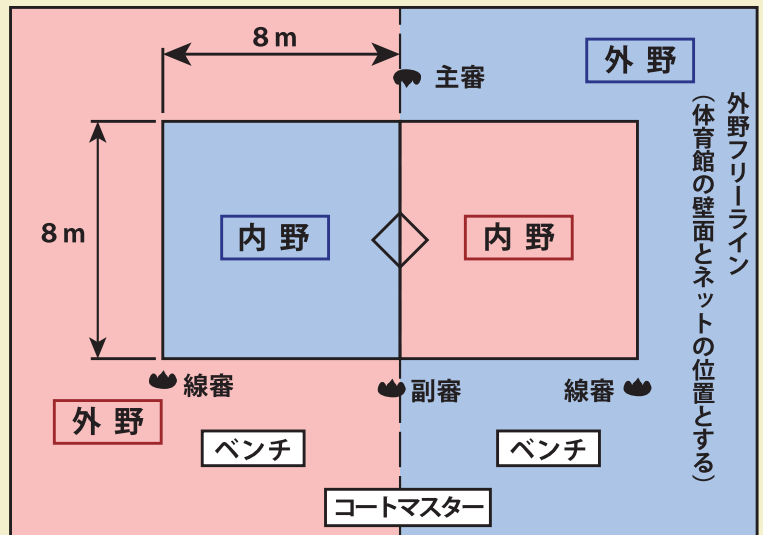 8m
主審
外野
外野フリーライン
（体育館の壁面とネットの位置とする）
8m
内野
内野
線審
副審
線審
外野
ベンチ
ベンチ
コートマスター